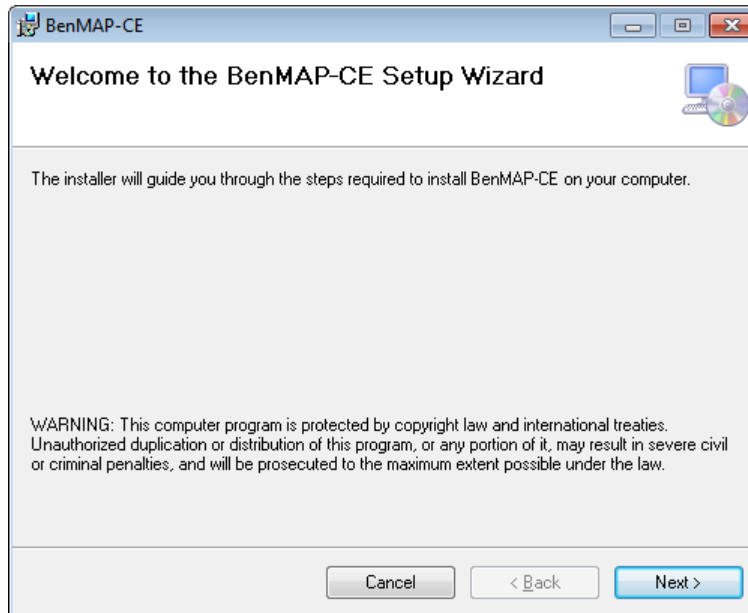 BenMAP-CE
Welcome to the BenMAP-CE Setup Wizard
The installer will guide you through the steps required to install BenMAP-CE on your computer.
WARNING: This computer program is protected by copyright law and international treaties.
Unauthorized duplication or distribution of this program, or any portion of it, may result in severe civil
or criminal penalties, and will be prosecuted to the maximum extent possible under the law.
Cancel
< Back
Next >